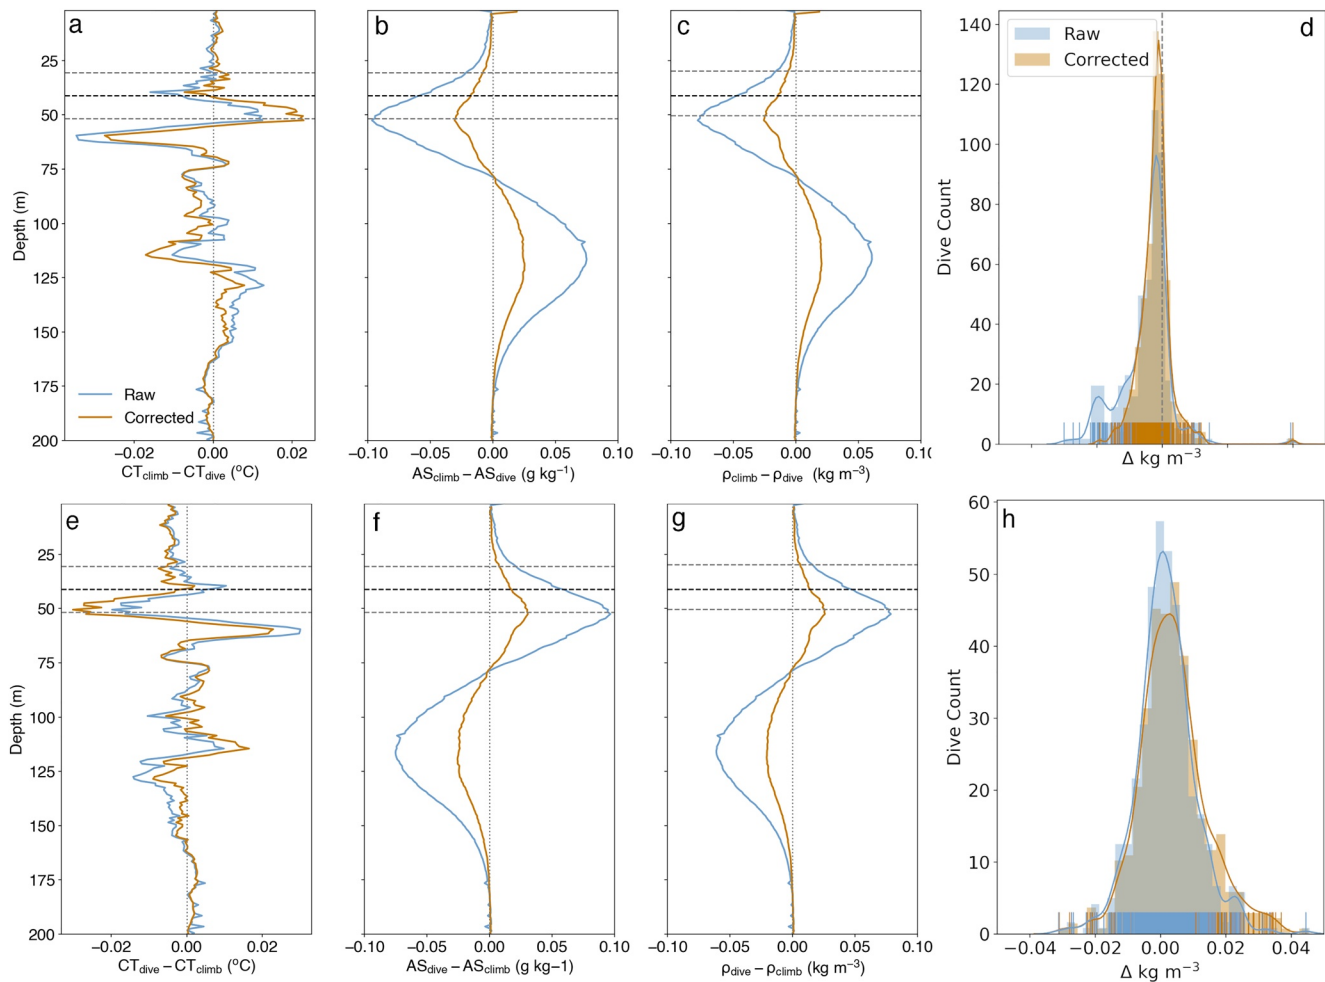 a
b
c
d
25
50
75
100
125
150
175
200
Depth (m)
Raw
Corrected
−0.02 0.00 0.02
CTclimb – CTdive (°C)
−0.10 −0.05 0.00 0.05 0.10
ASclimb – ASdive (g kg−1)
−0.10 −0.05 0.00 0.05 0.10
ρclimb – ρdive (kg m−3)
Raw
Corrected
140
120
100
80
60
40
20
0
Dive Count
Δ kg m−3
e
f
g
h
25
50
75
100
125
150
175
200
Depth (m)
−0.02 0.00 0.02
CTdive – CTclimb (°C)
−0.10 −0.05 0.00 0.05 0.10
ASdive – ASclimb (g kg−1)
−0.10 −0.05 0.00 0.05 0.10
ρdive – ρclimb (kg m−3)
60
50
40
30
20
10
0
Dive Count
−0.04 −0.02 0.00 0.02 0.04
Δ kg m−3